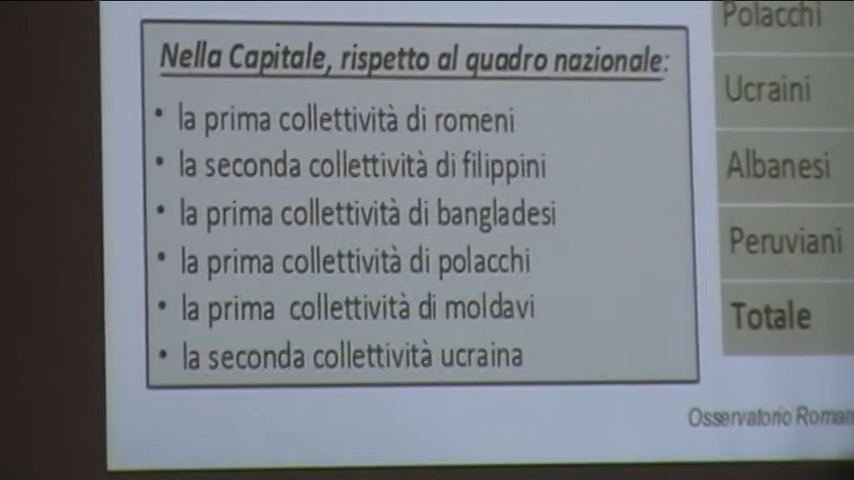 Nella Capitale, rispetto al quadro nazionale:
• la prima collettività di romeni
• la seconda collettività di filippini
• la prima collettività di bangladesi
• la prima collettività di polacchi
• la prima collettività di moldavi
• la seconda collettività ucraina
Polacchi
Ucraini
Albanesi
Peruviani
Totale
Osservatorio